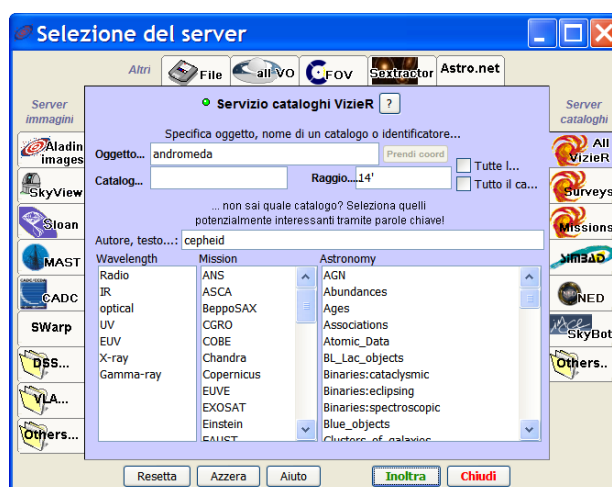 Selezione del server
Altri File all VO FOV Sextractor Astro.net
Server immagini
Aladin images
SkyView
Sloan
MAST
CADC
SWarp
DSS...
VLA...
Others...
Servizio cataloghi VizieR ?
Specifica oggetto, nome di un catalogo o identificatore...
Oggetto... andromeda Prendi coord Tutte l...
Catalog... Raggio....14' Tutto il ca...
... non sai quale catalogo? Seleziona quelli
potenzialmente interessanti tramite parole chiave!
Autore, testo...: cepheid
Wavelength
Radio
IR
optical
UV
EUV
X-ray
Gamma-ray
Mission
ANS
ASCA
BeppoSAX
CGRO
COBE
Chandra
Copernicus
EUVE
EXOSAT
Einstein
FAUST
Astronomy
AGN
Abundances
Ages
Associations
Atomic_Data
BL_Lac_objects
Binaries:cataclysmic
Binaries:eclipsing
Binaries:spectroscopic
Blue_objects
Clusters_of_galaxies
Server cataloghi
All VizieR
Surveys
Missions
SIMBAD
NED
SkyBot
Others..
Resetta Azzera Aiuto Inoltra Chiudi